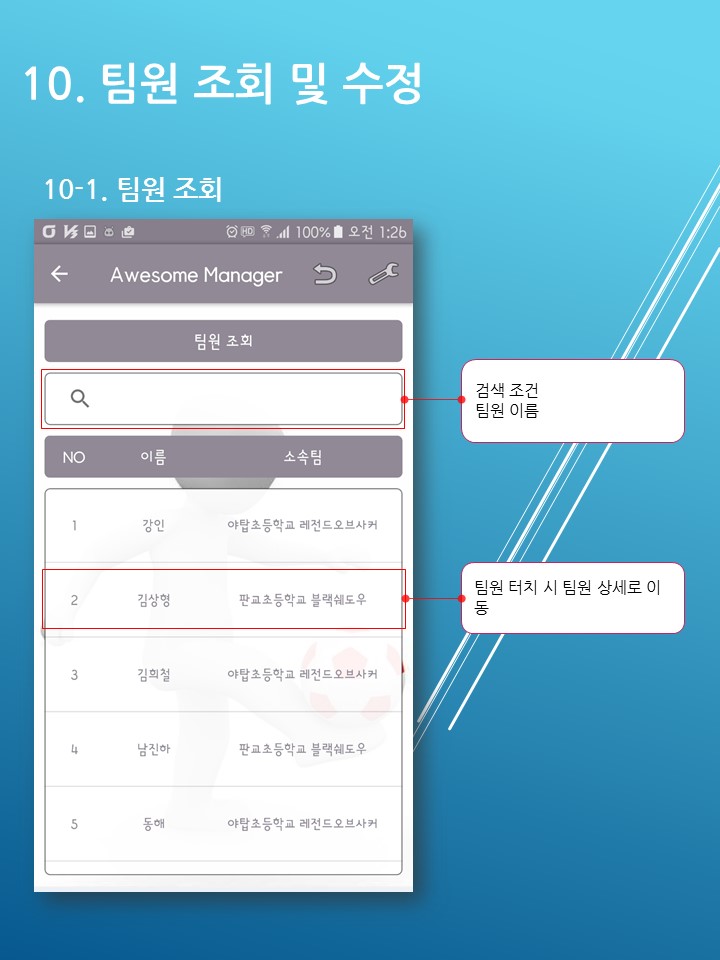 10. 팀원 조회 및 수정
10-1. 팀원 조회
HD 100% 오전 1:26
Awesome Manager
팀원 조회
검색 조건
팀원 이름
NO 이름 소속팀
1 강인 야탑초등학교 레전드오브사커
2 김상형 판교초등학교 블랙쉐도우
팀원 터치 시 팀원 상세로 이
동
3 김희철 야탑초등학교 레전드오브사커
4 남진하 판교초등학교 블랙쉐도우
5 동해 야탑초등학교 레전드오브사커